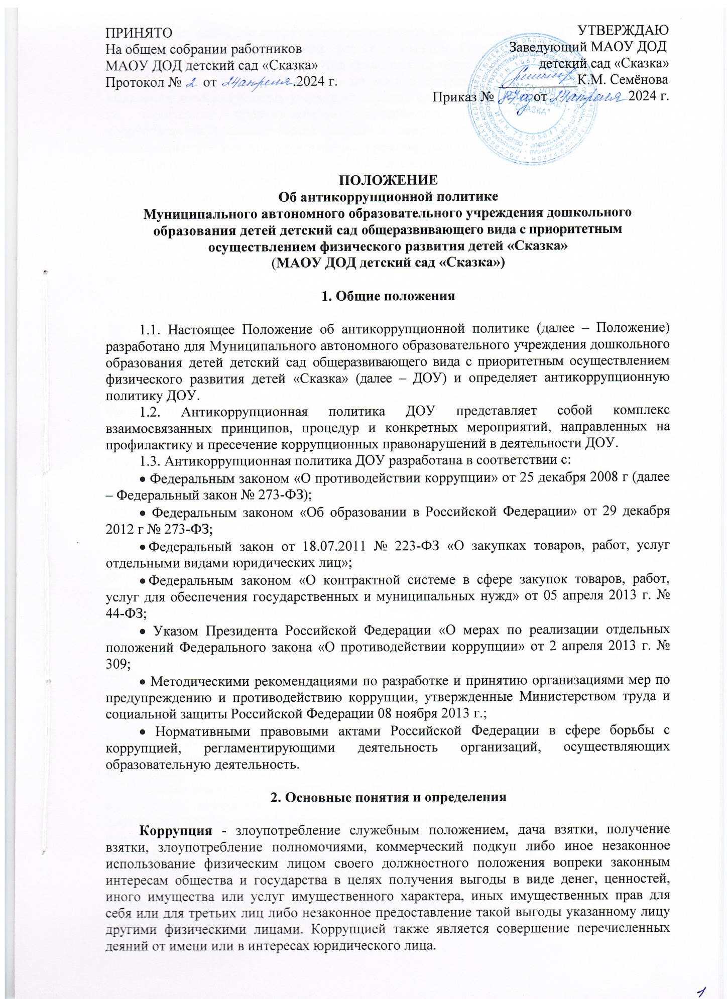 ПРИНЯТО
На общем собрании работников
МАОУ ДОД детский сад «Сказка»
Протокол № 2 от 24 апреля.2024 г.
УТВЕРЖДАЮ
Заведующий МАОУ ДОД
детский сад «Сказка»
К.М. Семёнова
Приказ № от 24 апреля 2024 г.
МАОУ ДОД
ДЕТСКИЙ САД
"СКАЗКА"
ПОЛОЖЕНИЕ
Об антикоррупционной политике
Муниципального автономного образовательного учреждения дошкольного
образования детей детский сад общеразвивающего вида с приоритетным
осуществлением физического развития детей «Сказка»
(МАОУ ДОД детский сад «Сказка»)
1. Общие положения
1.1. Настоящее Положение об антикоррупционной политике (далее – Положение)
разработано для Муниципального автономного образовательного учреждения дошкольного
образования детей детский сад общеразвивающего вида с приоритетным осуществлением
физического развития детей «Сказка» (далее – ДОУ) и определяет антикоррупционную
политику ДОУ.
1.2. Антикоррупционная политика ДОУ представляет собой комплекс
взаимосвязанных принципов, процедур и конкретных мероприятий, направленных на
профилактику и пресечение коррупционных правонарушений в деятельности ДОУ.
1.3. Антикоррупционная политика ДОУ разработана в соответствии с:
• Федеральным законом «О противодействии коррупции» от 25 декабря 2008 г (далее
– Федеральный закон № 273-ФЗ);
• Федеральным законом «Об образовании в Российской Федерации» от 29 декабря
2012 г № 273-ФЗ;
• Федеральный закон от 18.07.2011 № 223-ФЗ «О закупках товаров, работ, услуг
отдельными видами юридических лиц»;
• Федеральным законом «О контрактной системе в сфере закупок товаров, работ,
услуг для обеспечения государственных и муниципальных нужд» от 05 апреля 2013 г. №
44-ФЗ;
• Указом Президента Российской Федерации «О мерах по реализации отдельных
положений Федерального закона «О противодействии коррупции» от 2 апреля 2013 г. №
309;
• Методическими рекомендациями по разработке и принятию организациями мер по
предупреждению и противодействию коррупции, утвержденные Министерством труда и
социальной защиты Российской Федерации 08 ноября 2013 г.;
• Нормативными правовыми актами Российской Федерации в сфере борьбы с
коррупцией, регламентирующими деятельность организаций, осуществляющих
образовательную деятельность.
2. Основные понятия и определения
Коррупция - злоупотребление служебным положением, дача взятки, получение
взятки, злоупотребление полномочиями, коммерческий подкуп либо иное незаконное
использование физическим лицом своего должностного положения вопреки законным
интересам общества и государства в целях получения выгоды в виде денег, ценностей,
иного имущества или услуг имущественного характера, иных имущественных прав для
себя или для третьих лиц либо незаконное предоставление такой выгоды указанному лицу
другими физическими лицами. Коррупцией также является совершение перечисленных
деяний от имени или в интересах юридического лица.
1